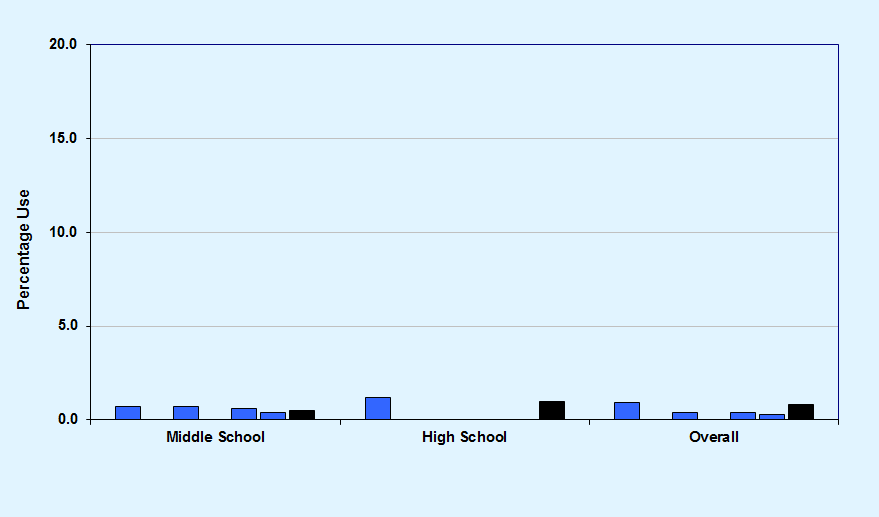 20.0
15.0
10.0
5.0
0.0
Percentage Use
Middle School
High School
Overall